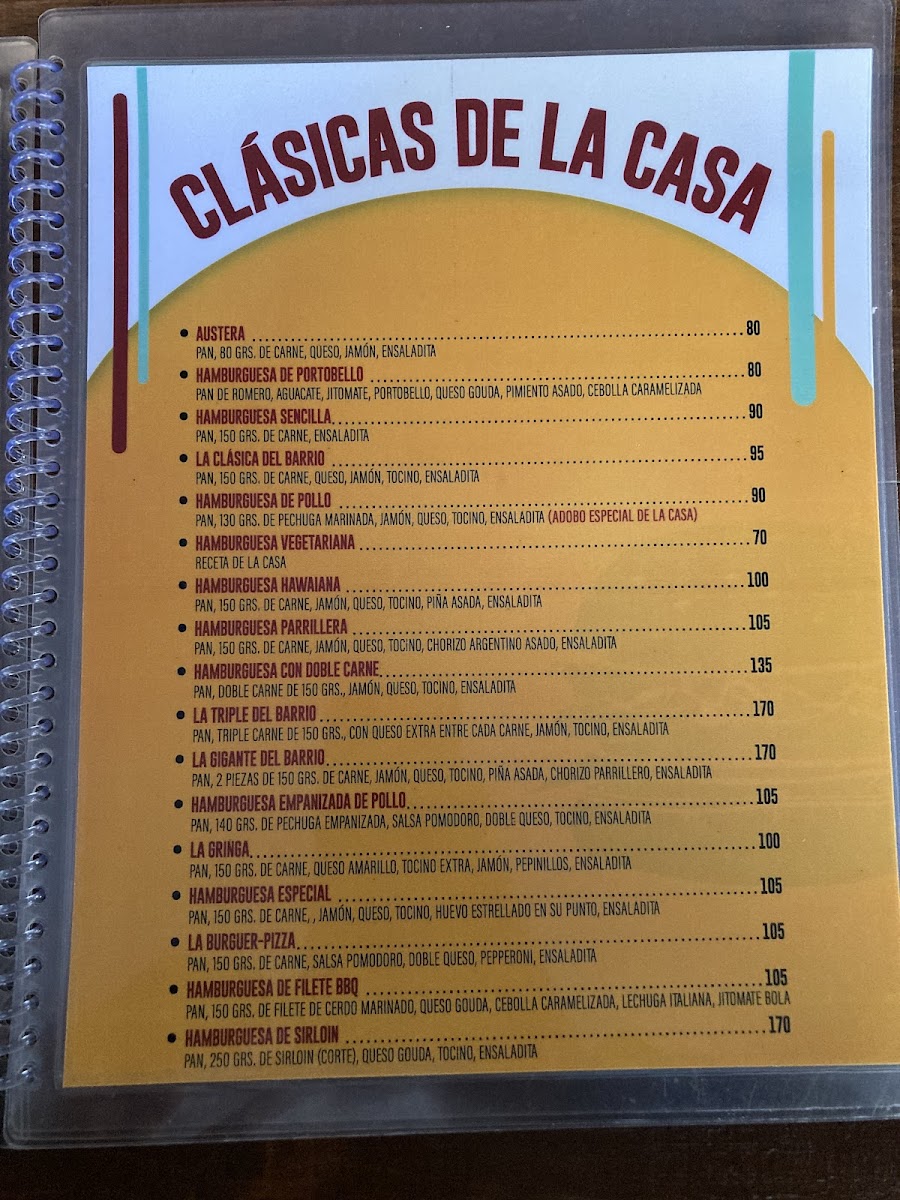 CLÁSICAS DE LA CASA
• AUSTERA ........ 80
PAN, 80 GRS. DE CARNE, QUESO, JAMÓN, ENSALADITA
• HAMBURGUESA DE PORTOBELLO ........ 80
PAN DE ROMERO, AGUACATE, JITOMATE, PORTOBELLO, QUESO GOUDA, PIMIENTO ASADO, CEBOLLA CARAMELIZADA
• HAMBURGUESA SENCILLA ........ 90
PAN, 150 GRS. DE CARNE, ENSALADITA
• LA CLÁSICA DEL BARRIO ........ 95
PAN, 150 GRS. DE CARNE, QUESO, JAMÓN, TOCINO, ENSALADITA
• HAMBURGUESA DE POLLO ........ 90
PAN, 130 GRS. DE PECHUGA MARINADA, JAMÓN, QUESO, TOCINO, ENSALADITA (ADOBO ESPECIAL DE LA CASA)
• HAMBURGUESA VEGETARIANA ........ 70
RECETA DE LA CASA
• HAMBURGUESA HAWAIANA ........ 100
PAN, 150 GRS. DE CARNE, JAMÓN, QUESO, TOCINO, PIÑA ASADA, ENSALADITA
• HAMBURGUESA PARRILLERA ........ 105
PAN, 150 GRS. DE CARNE, JAMÓN, QUESO, TOCINO, CHORIZO ARGENTINO ASADO, ENSALADITA
• HAMBURGUESA CON DOBLE CARNE ........ 135
PAN, DOBLE CARNE DE 150 GRS., JAMÓN, QUESO, TOCINO, ENSALADITA
• LA TRIPLE DEL BARRIO ........ 170
PAN, TRIPLE CARNE DE 150 GRS., CON QUESO EXTRA ENTRE CADA CARNE, JAMÓN, TOCINO, ENSALADITA
• LA GIGANTE DEL BARRIO ........ 170
PAN, 2 PIEZAS DE 150 GRS. DE CARNE, JAMÓN, QUESO, TOCINO, PIÑA ASADA, CHORIZO PARRILLERO, ENSALADITA
• HAMBURGUESA EMPANIZADA DE POLLO ........ 105
PAN, 140 GRS. DE PECHUGA EMPANIZADA, SALSA POMODORO, DOBLE QUESO, TOCINO, ENSALADITA
• LA GRINGA ........ 100
PAN, 150 GRS. DE CARNE, QUESO AMARILLO, TOCINO EXTRA, JAMÓN, PEPINILLOS, ENSALADITA
• HAMBURGUESA ESPECIAL ........ 105
PAN, 150 GRS. DE CARNE, , JAMÓN, QUESO, TOCINO, HUEVO ESTRELLADO EN SU PUNTO, ENSALADITA
• LA BURGUER-PIZZA ........ 105
PAN, 150 GRS. DE CARNE, SALSA POMODORO, DOBLE QUESO, PEPPERONI, ENSALADITA
• HAMBURGUESA DE FILETE BBQ ........ 105
PAN, 150 GRS. DE FILETE DE CERDO MARINADO, QUESO GOUDA, CEBOLLA CARAMELIZADA, LECHUGA ITALIANA, JITOMATE BOLA
• HAMBURGUESA DE SIRLOIN ........ 170
PAN, 250 GRS. DE SIRLOIN (CORTE), QUESO GOUDA, TOCINO, ENSALADITA